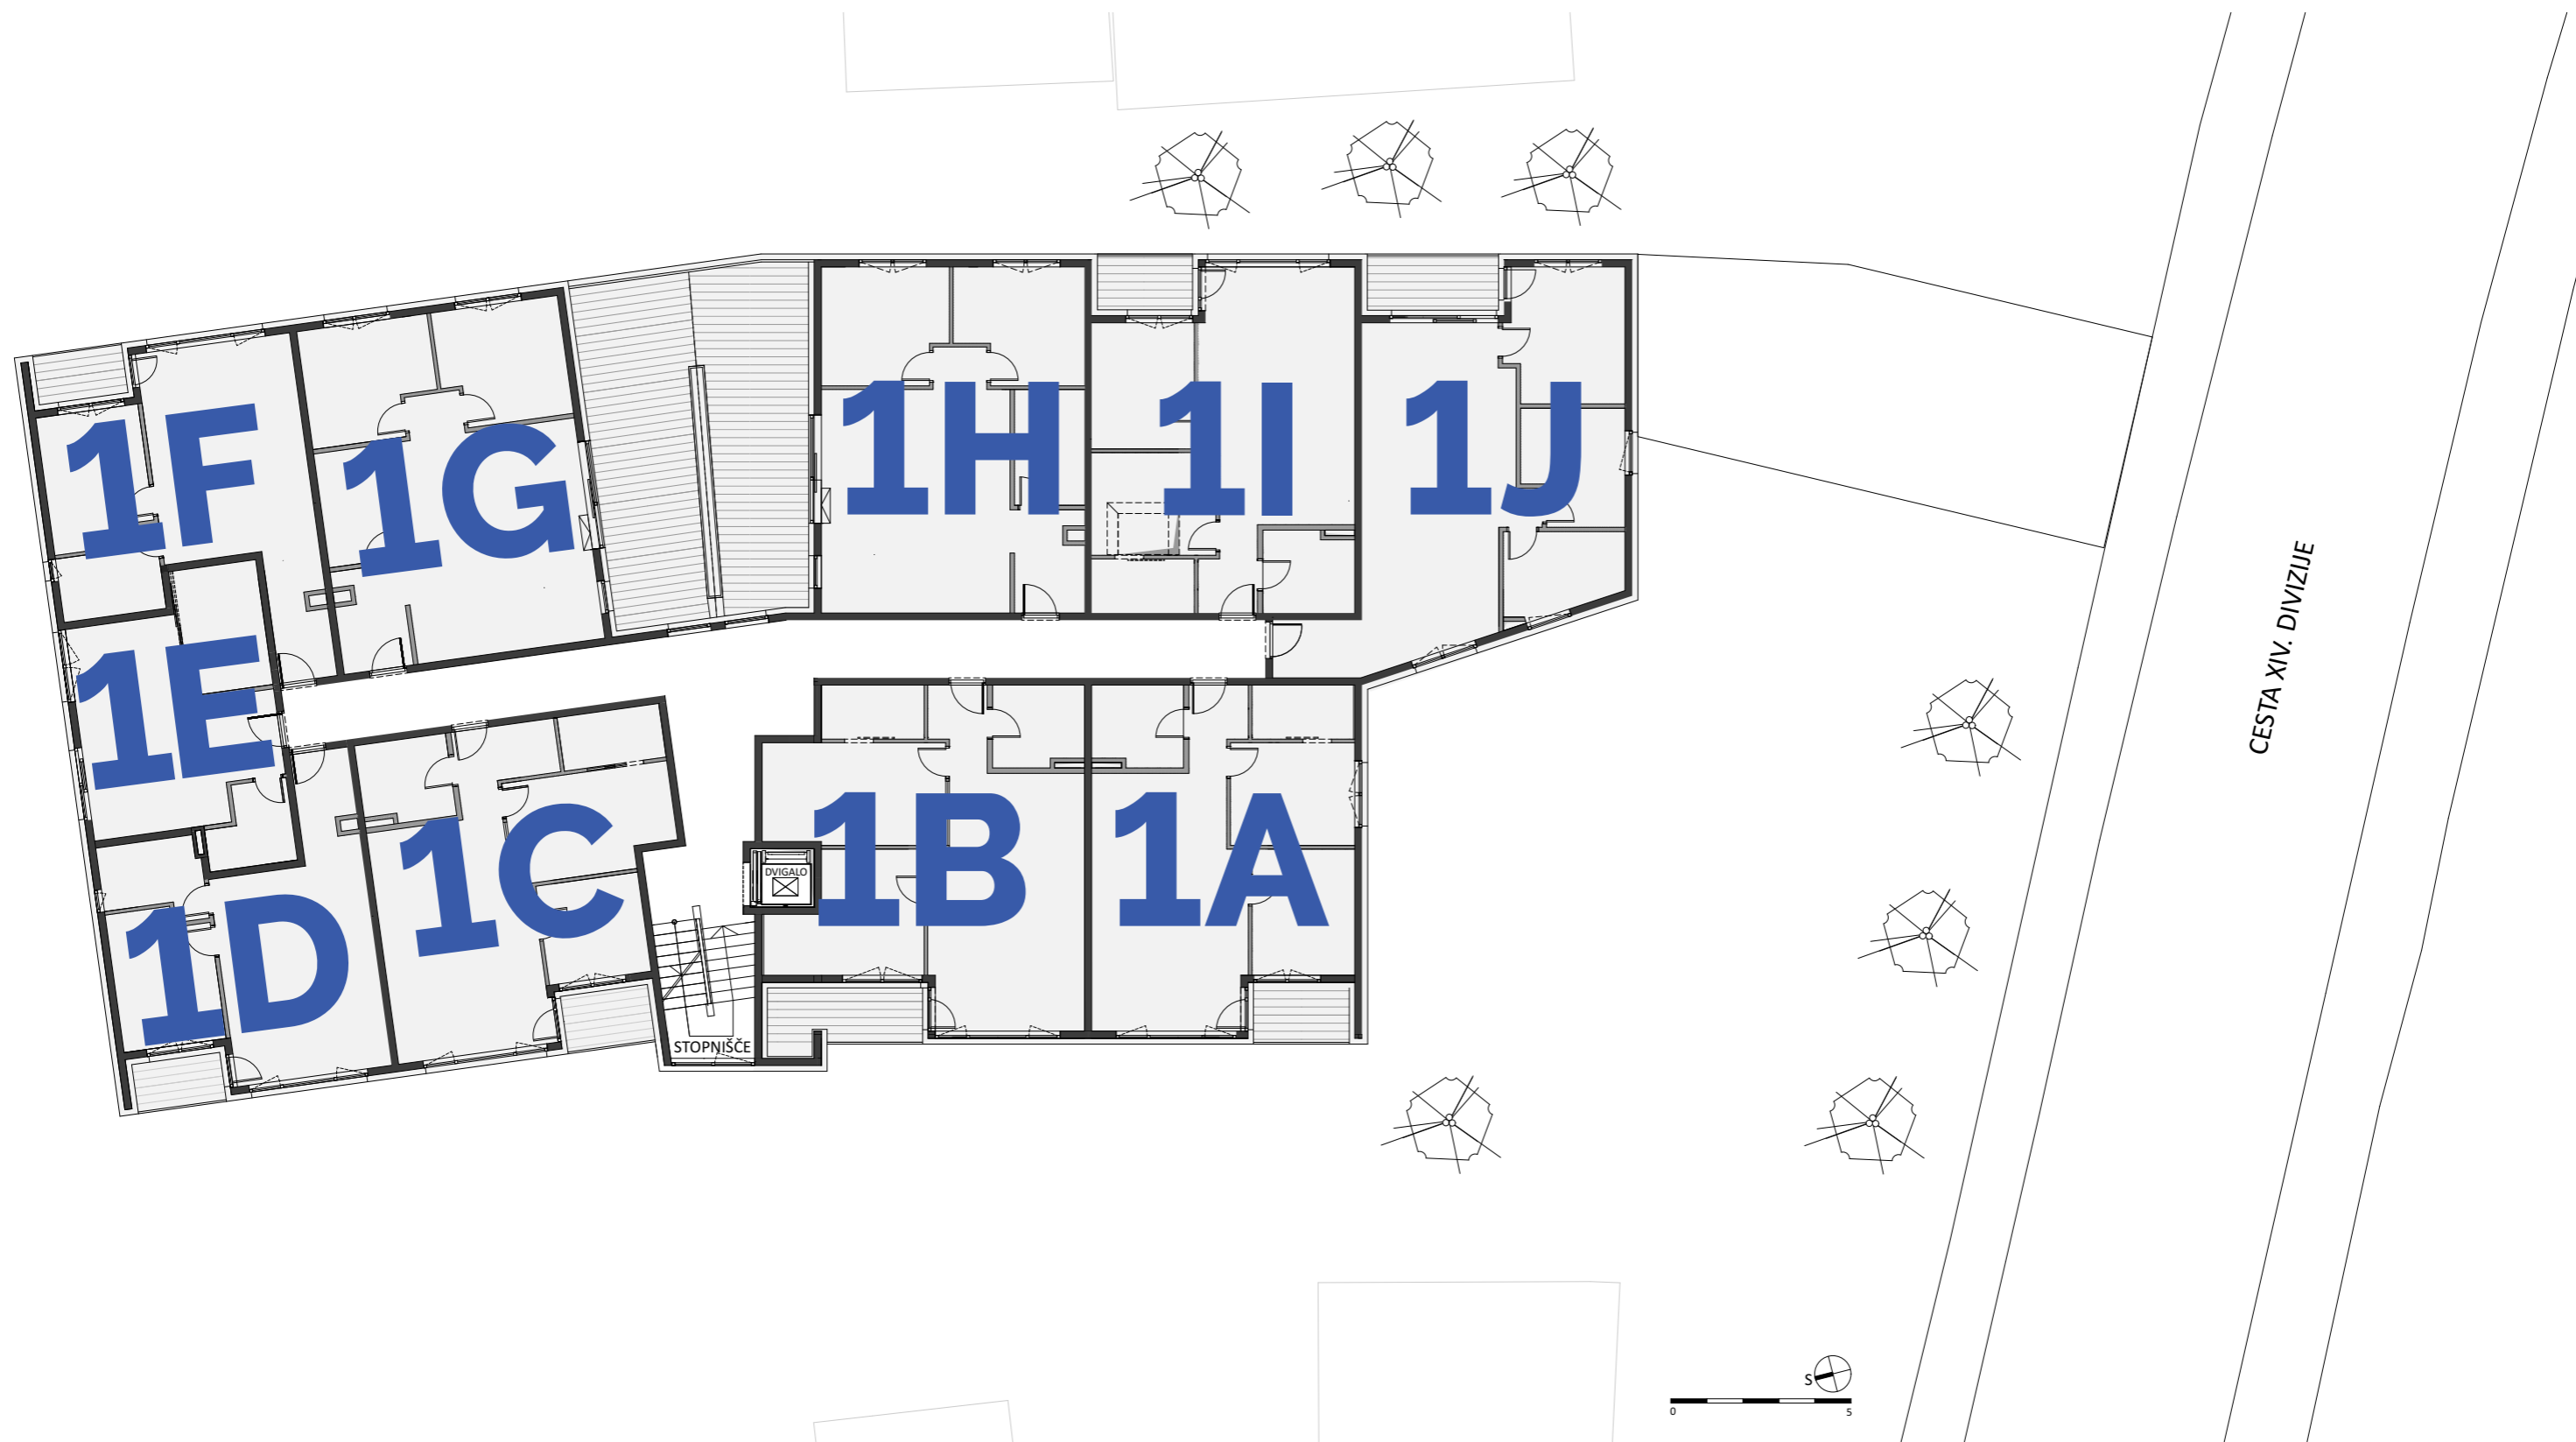 1H
1I
1J
1F
1G
1E
1B
1A
1C
1D
DVIGALO
STOPNIŠČE
CESTA XIV. DIVIZIJE
S
0
5